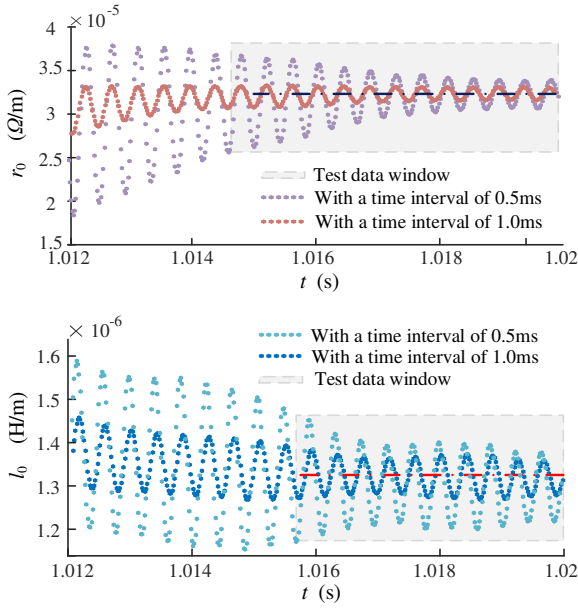 × 10-5
4
3.5
3
2.5
2
1.5
r0 (Ω/m)
Test data window
With a time interval of 0.5ms
With a time interval of 1.0ms
1.012 1.014 1.016 1.018 1.02
t (s)
× 10-6
1.6
1.5
1.4
1.3
1.2
l0 (H/m)
With a time interval of 0.5ms
With a time interval of 1.0ms
Test data window
1.012 1.014 1.016 1.018 1.02
t (s)